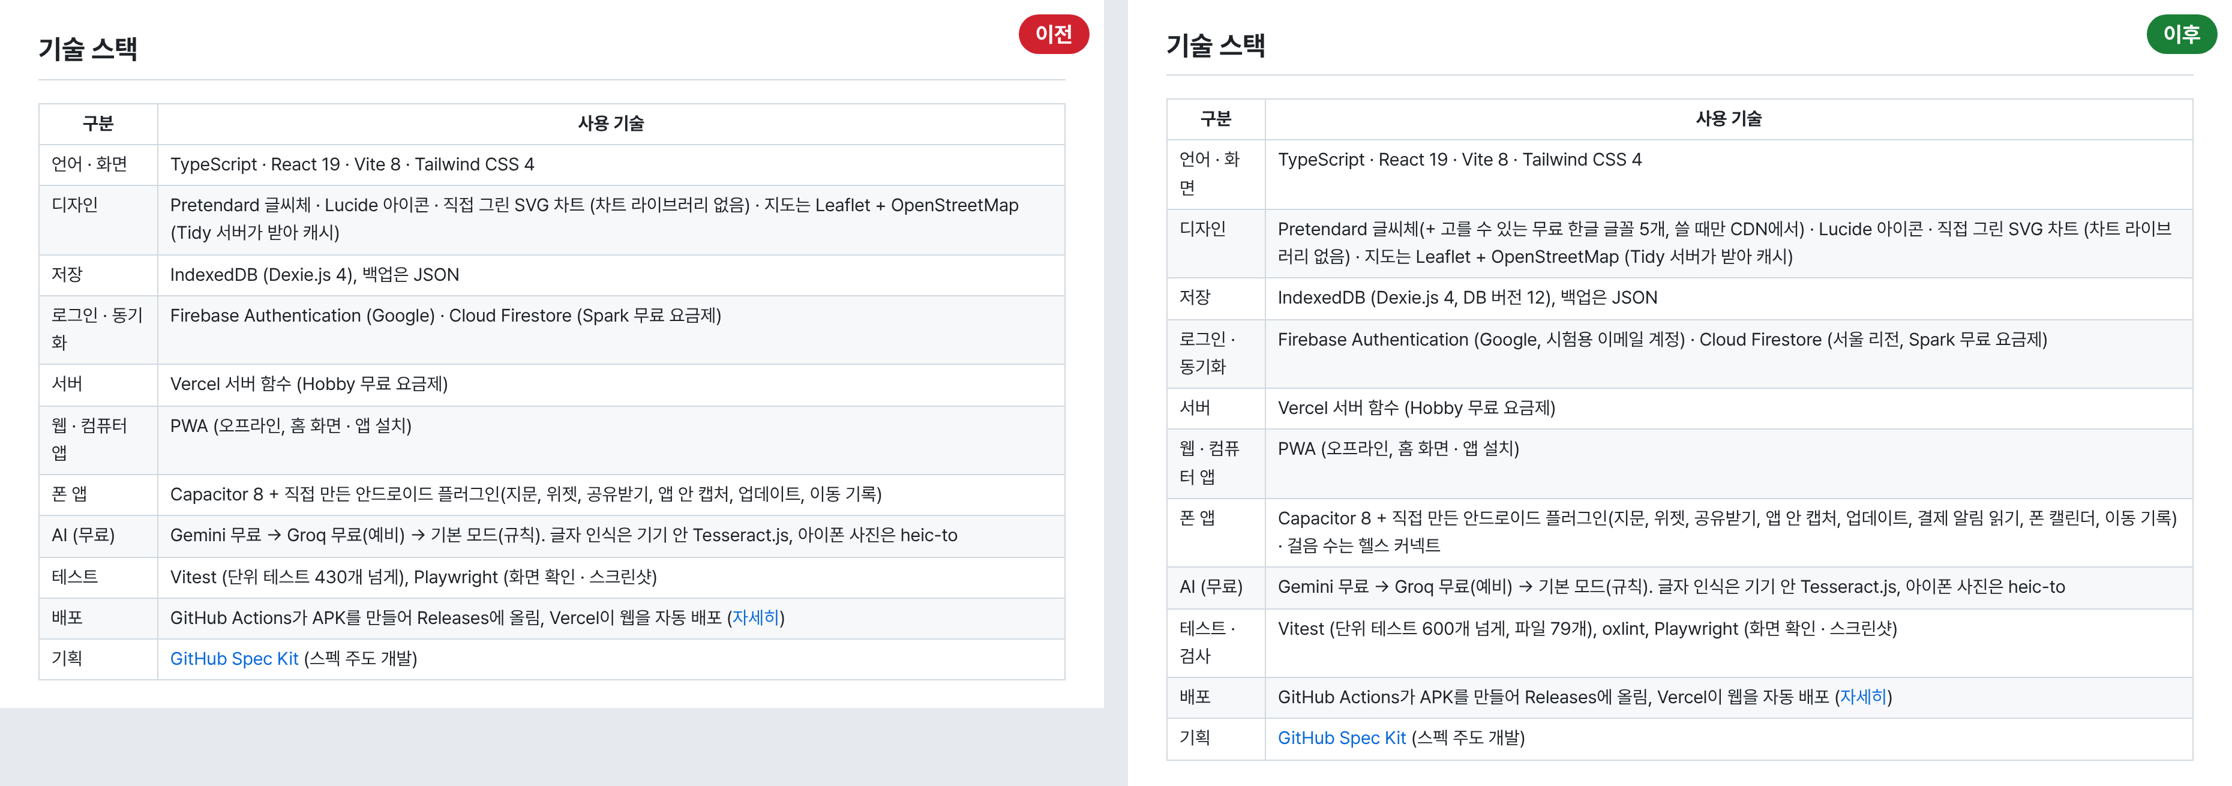 이전
기술 스택
구분 사용 기술
언어 · 화면 TypeScript · React 19 · Vite 8 · Tailwind CSS 4
디자인 Pretendard 글씨체 · Lucide 아이콘 · 직접 그린 SVG 차트 (차트 라이브러리 없음) · 지도는 Leaflet + OpenStreetMap
(Tidy 서버가 받아 캐시)
저장 IndexedDB (Dexie.js 4), 백업은 JSON
로그인 · 동기 Firebase Authentication (Google) · Cloud Firestore (Spark 무료 요금제)
화
서버 Vercel 서버 함수 (Hobby 무료 요금제)
웹 · 컴퓨터 PWA (오프라인, 홈 화면 · 앱 설치)
앱
폰 앱 Capacitor 8 + 직접 만든 안드로이드 플러그인(지문, 위젯, 공유받기, 앱 안 캡처, 업데이트, 이동 기록)
AI (무료) Gemini 무료 → Groq 무료(예비) → 기본 모드(규칙). 글자 인식은 기기 안 Tesseract.js, 아이폰 사진은 heic-to
테스트 Vitest (단위 테스트 430개 넘게), Playwright (화면 확인 · 스크린샷)
배포 GitHub Actions가 APK를 만들어 Releases에 올림, Vercel이 웹을 자동 배포 (자세히)
기획 GitHub Spec Kit (스펙 주도 개발)
이후
기술 스택
구분 사용 기술
언어 · 화 TypeScript · React 19 · Vite 8 · Tailwind CSS 4
면
디자인 Pretendard 글씨체(+ 고를 수 있는 무료 한글 글꼴 5개, 쓸 때만 CDN에서) · Lucide 아이콘 · 직접 그린 SVG 차트 (차트 라이브
러리 없음) · 지도는 Leaflet + OpenStreetMap (Tidy 서버가 받아 캐시)
저장 IndexedDB (Dexie.js 4, DB 버전 12), 백업은 JSON
로그인 · Firebase Authentication (Google, 시험용 이메일 계정) · Cloud Firestore (서울 리전, Spark 무료 요금제)
동기화
서버 Vercel 서버 함수 (Hobby 무료 요금제)
웹 · 컴퓨 PWA (오프라인, 홈 화면 · 앱 설치)
터 앱
폰 앱 Capacitor 8 + 직접 만든 안드로이드 플러그인(지문, 위젯, 공유받기, 앱 안 캡처, 업데이트, 결제 알림 읽기, 폰 캘린더, 이동 기록)
· 걸음 수는 헬스 커넥트
AI (무료) Gemini 무료 → Groq 무료(예비) → 기본 모드(규칙). 글자 인식은 기기 안 Tesseract.js, 아이폰 사진은 heic-to
테스트 · Vitest (단위 테스트 600개 넘게, 파일 79개), oxlint, Playwright (화면 확인 · 스크린샷)
검사
배포 GitHub Actions가 APK를 만들어 Releases에 올림, Vercel이 웹을 자동 배포 (자세히)
기획 GitHub Spec Kit (스펙 주도 개발)